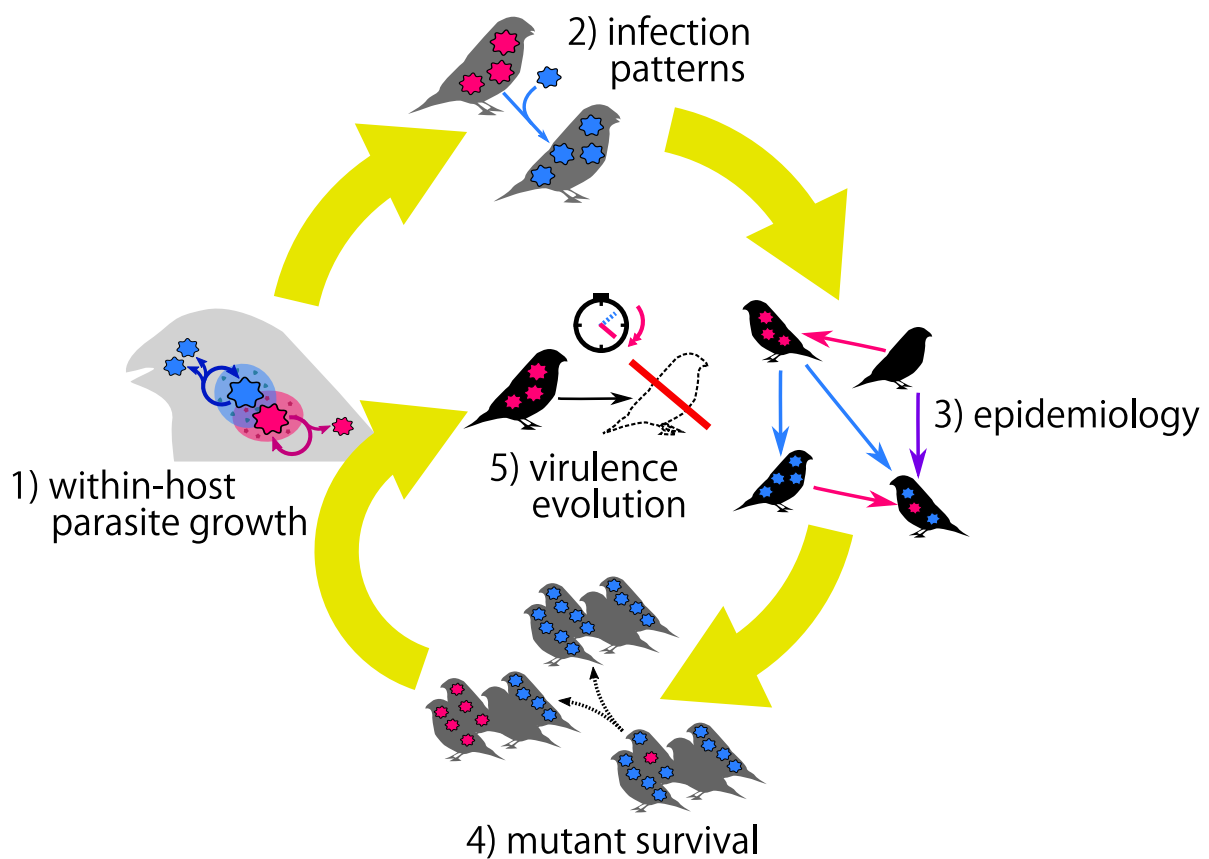 2) infection
patterns
3) epidemiology
1) within-host
parasite growth
5) virulence
evolution
4) mutant survival